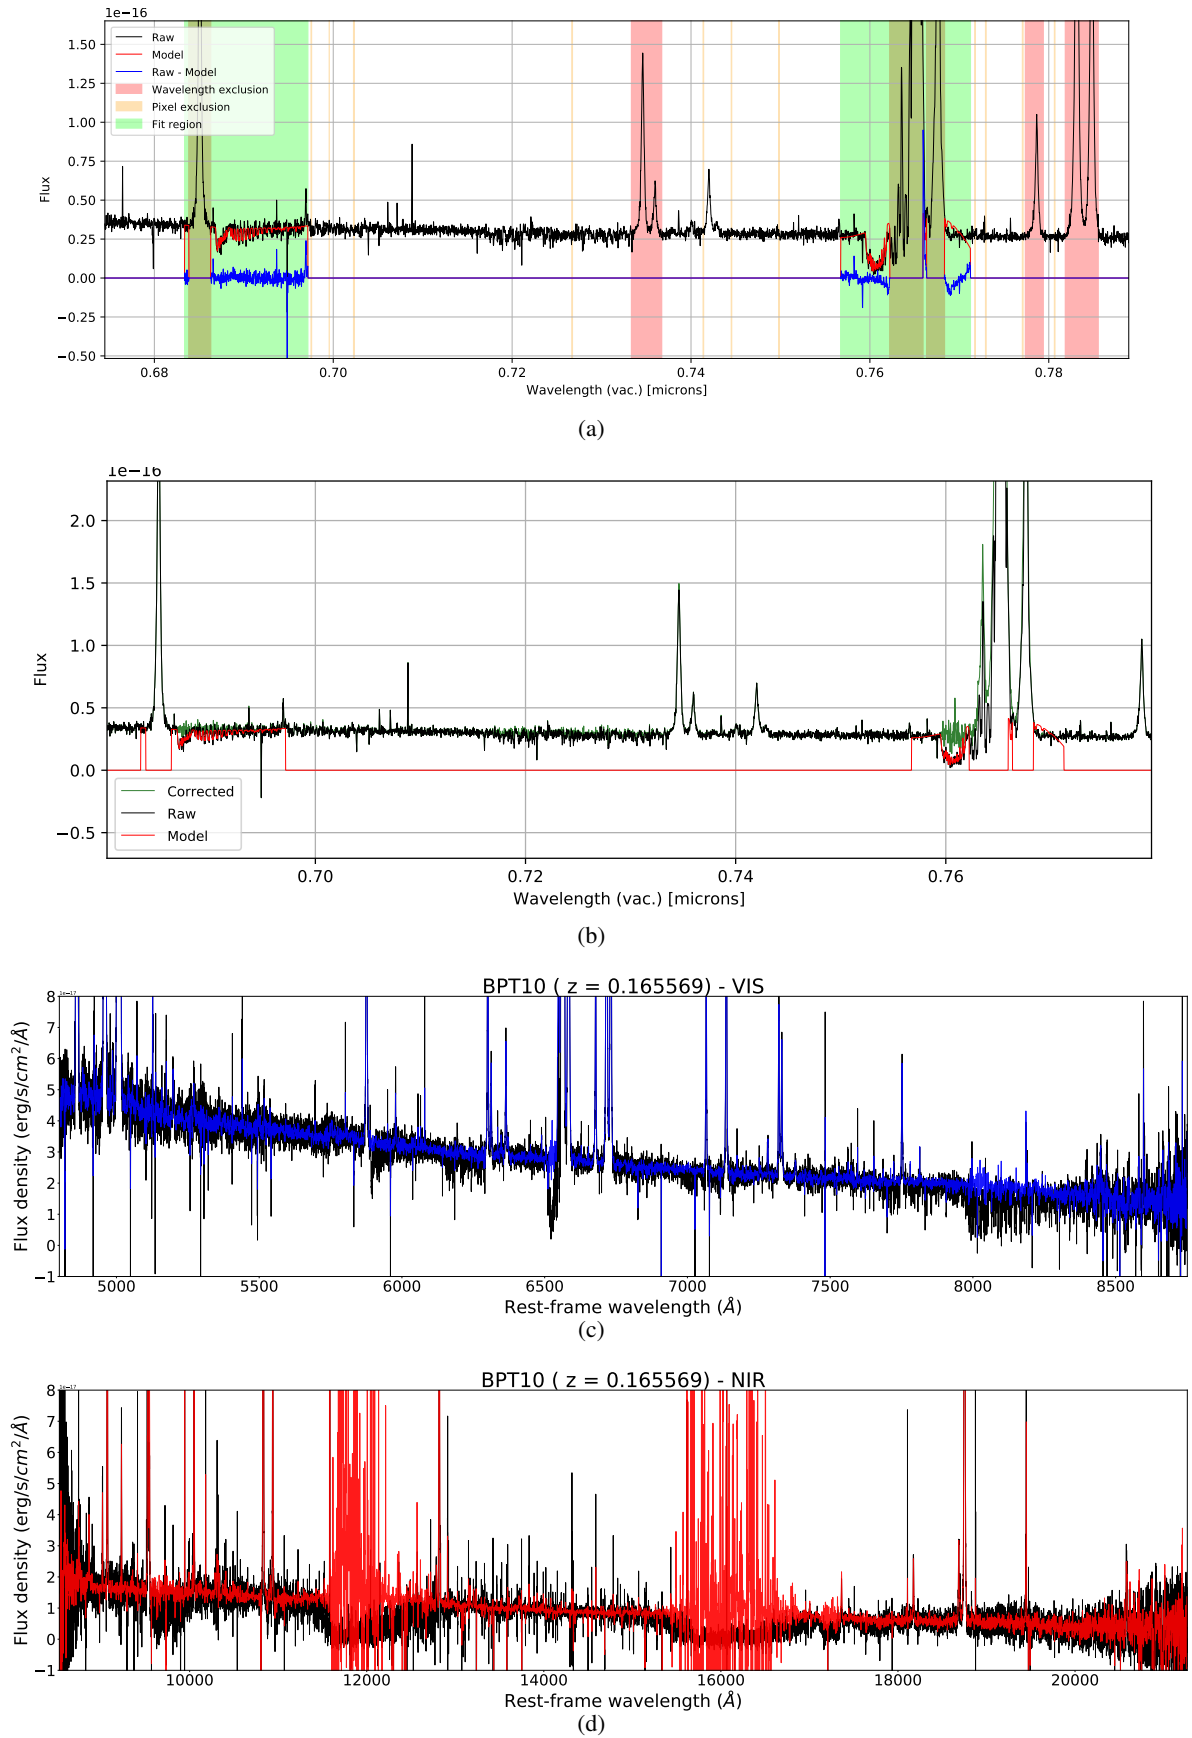 1e−16
1.50
1.25
1.00
0.75
0.50
0.25
0.00
−0.25
−0.50
Flux
Raw
Model
Raw - Model
Wavelength exclusion
Pixel exclusion
Fit region
0.68 0.70 0.72 0.74 0.76 0.78
Wavelength (vac.) [microns]
(a)
1e−16
2.0
1.5
1.0
0.5
0.0
−0.5
Flux
Corrected
Raw
Model
0.70 0.72 0.74 0.76
Wavelength (vac.) [microns]
(b)
BPT10 ( z = 0.165569) - VIS
1e−17
8
7
6
5
4
3
2
1
0
−1
Flux density (erg/s/cm²/Å)
5000 5500 6000 6500 7000 7500 8000 8500
Rest-frame wavelength (Å)
(c)
BPT10 ( z = 0.165569) - NIR
1e−17
8
7
6
5
4
3
2
1
0
−1
Flux density (erg/s/cm²/Å)
10000 12000 14000 16000 18000 20000
Rest-frame wavelength (Å)
(d)